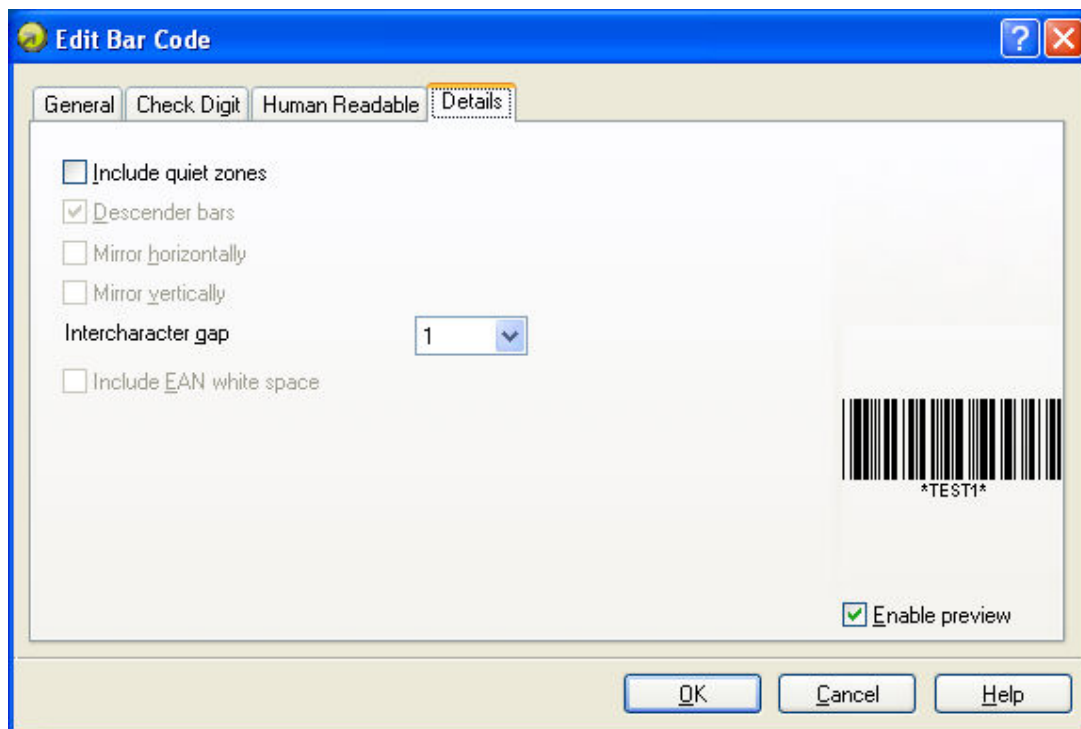 Edit Bar Code
?
General Check Digit Human Readable Details
Include quiet zones
Descender bars
Mirror horizontally
Mirror vertically
Intercharacter gap 1
Include EAN white space
*TEST1*
Enable preview
OK Cancel Help